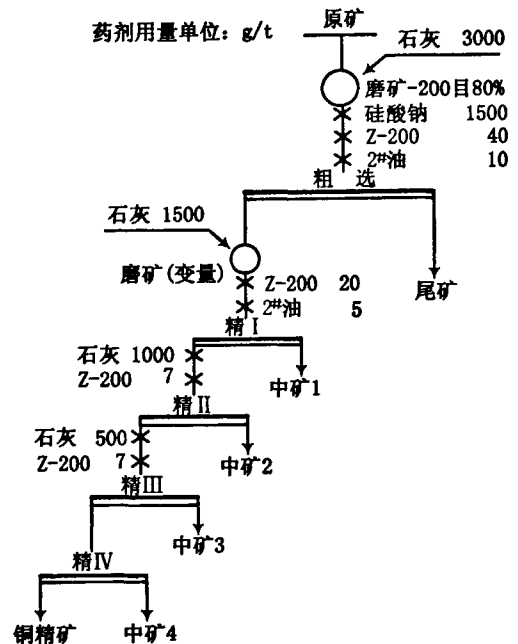 原矿
药剂用量单位：g/t
石灰 3000
磨矿-200目80%
硅酸钠 1500
Z-200 40
2#油 10
粗 选
石灰 1500
磨矿(变量)
Z-200 20
2#油 5
尾矿
精Ⅰ
石灰 1000
Z-200 7
中矿1
精Ⅱ
石灰 500
Z-200 7
中矿2
精Ⅲ
中矿3
精Ⅳ
铜精矿
中矿4